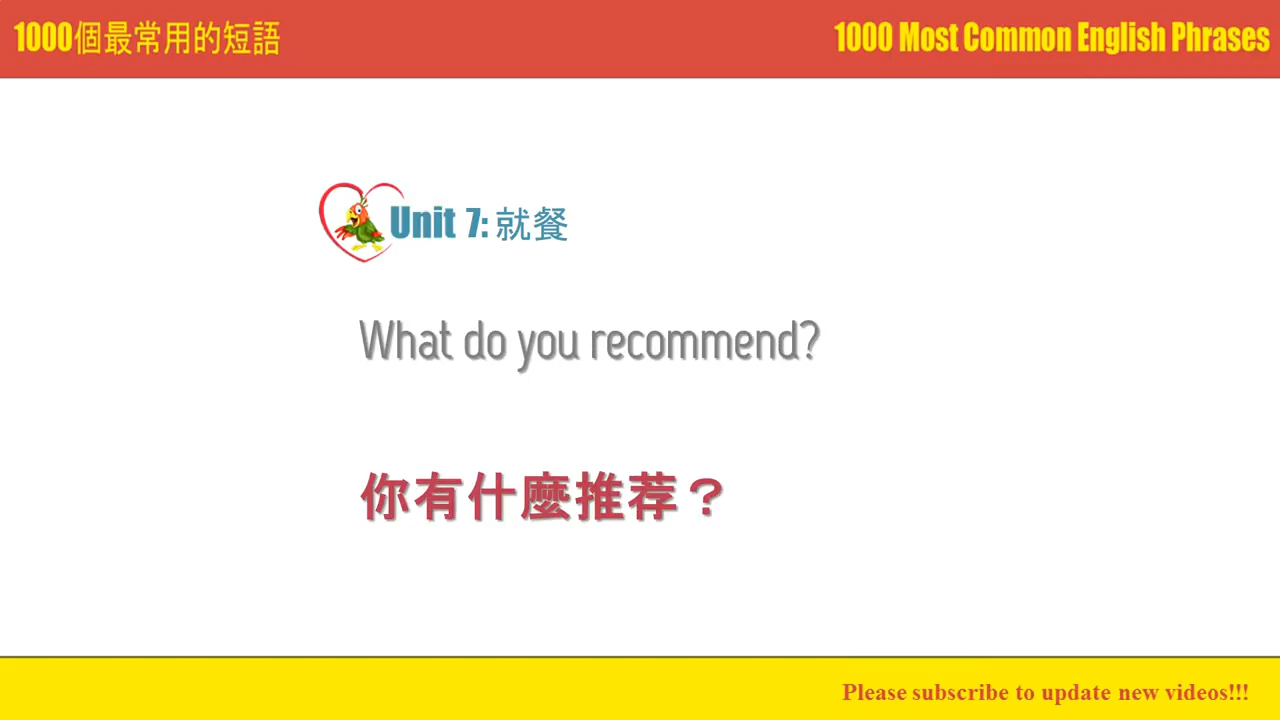 1000個最常用的短語
1000 Most Common English Phrases
Unit 7: 就餐
What do you recommend?
你有什麼推荐？
Please subscribe to update new videos!!!